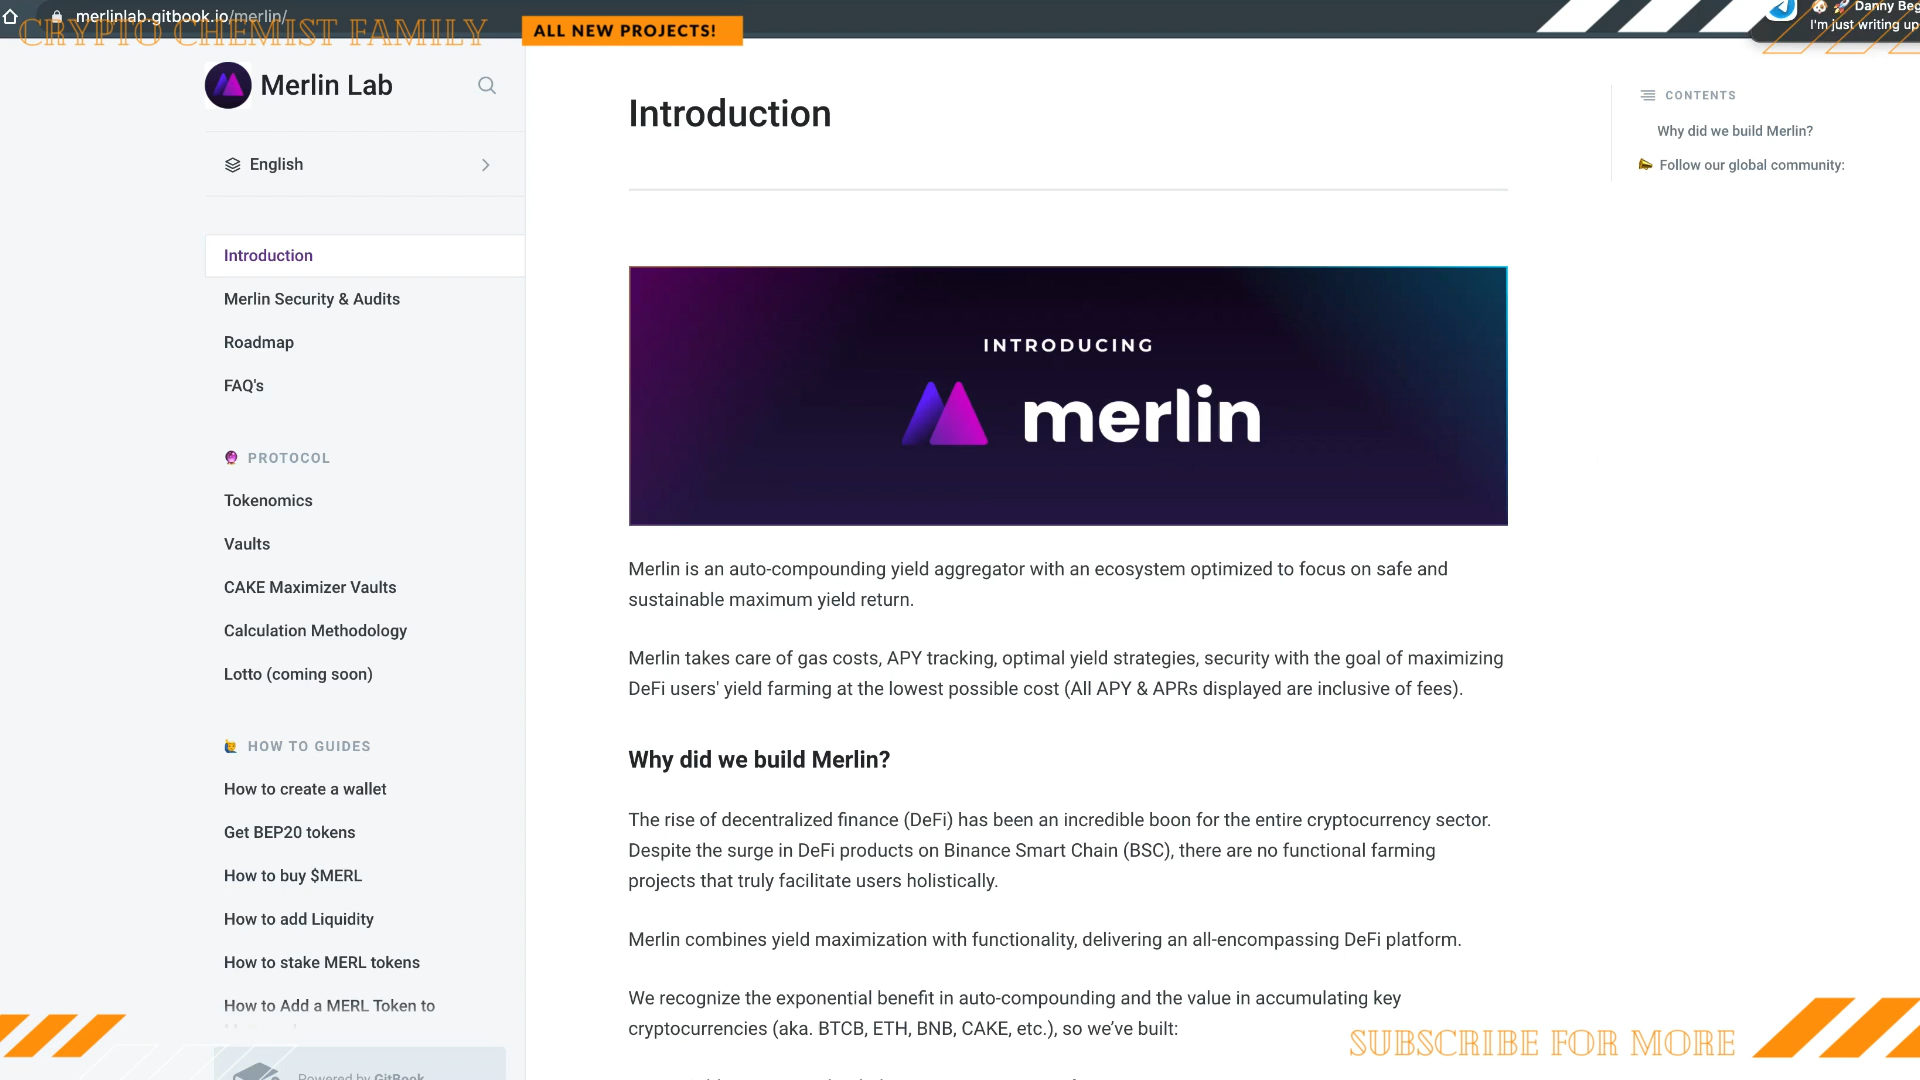 merlinlab.gitbook.io/merlin/
CRYPTO CHEMIST FAMILY
ALL NEW PROJECTS!
Danny Beg
I'm just writing up
Merlin Lab
English
Introduction
Merlin Security & Audits
Roadmap
FAQ's
PROTOCOL
Tokenomics
Vaults
CAKE Maximizer Vaults
Calculation Methodology
Lotto (coming soon)
HOW TO GUIDES
How to create a wallet
Get BEP20 tokens
How to buy $MERL
How to add Liquidity
How to stake MERL tokens
How to Add a MERL Token to
Powered by GitBook
Introduction
INTRODUCING
merlin
Merlin is an auto-compounding yield aggregator with an ecosystem optimized to focus on safe and
sustainable maximum yield return.
Merlin takes care of gas costs, APY tracking, optimal yield strategies, security with the goal of maximizing
DeFi users' yield farming at the lowest possible cost (All APY & APRs displayed are inclusive of fees).
Why did we build Merlin?
The rise of decentralized finance (DeFi) has been an incredible boon for the entire cryptocurrency sector.
Despite the surge in DeFi products on Binance Smart Chain (BSC), there are no functional farming
projects that truly facilitate users holistically.
Merlin combines yield maximization with functionality, delivering an all-encompassing DeFi platform.
We recognize the exponential benefit in auto-compounding and the value in accumulating key
cryptocurrencies (aka. BTCB, ETH, BNB, CAKE, etc.), so we’ve built:
CONTENTS
Why did we build Merlin?
Follow our global community:
SUBSCRIBE FOR MORE